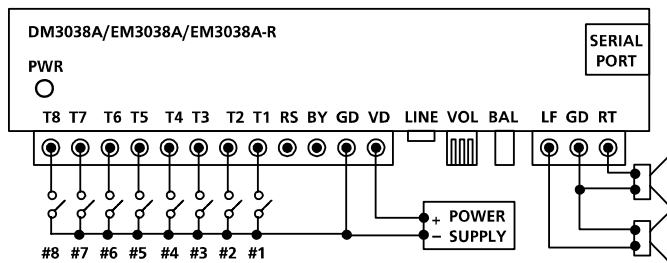 DM3038A/EM3038A/EM3038A-R
SERIAL
PORT
PWR
T8 T7 T6 T5 T4 T3 T2 T1 RS BY GD VD LINE VOL BAL LF GD RT
+ POWER
− SUPPLY
#8 #7 #6 #5 #4 #3 #2 #1